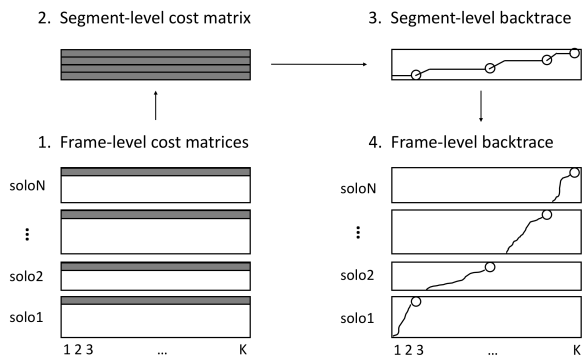 2. Segment-level cost matrix
3. Segment-level backtrace
1. Frame-level cost matrices
4. Frame-level backtrace
soloN
soloN
⋮
⋮
solo2
solo2
solo1
solo1
1 2 3 ... K
1 2 3 ... K